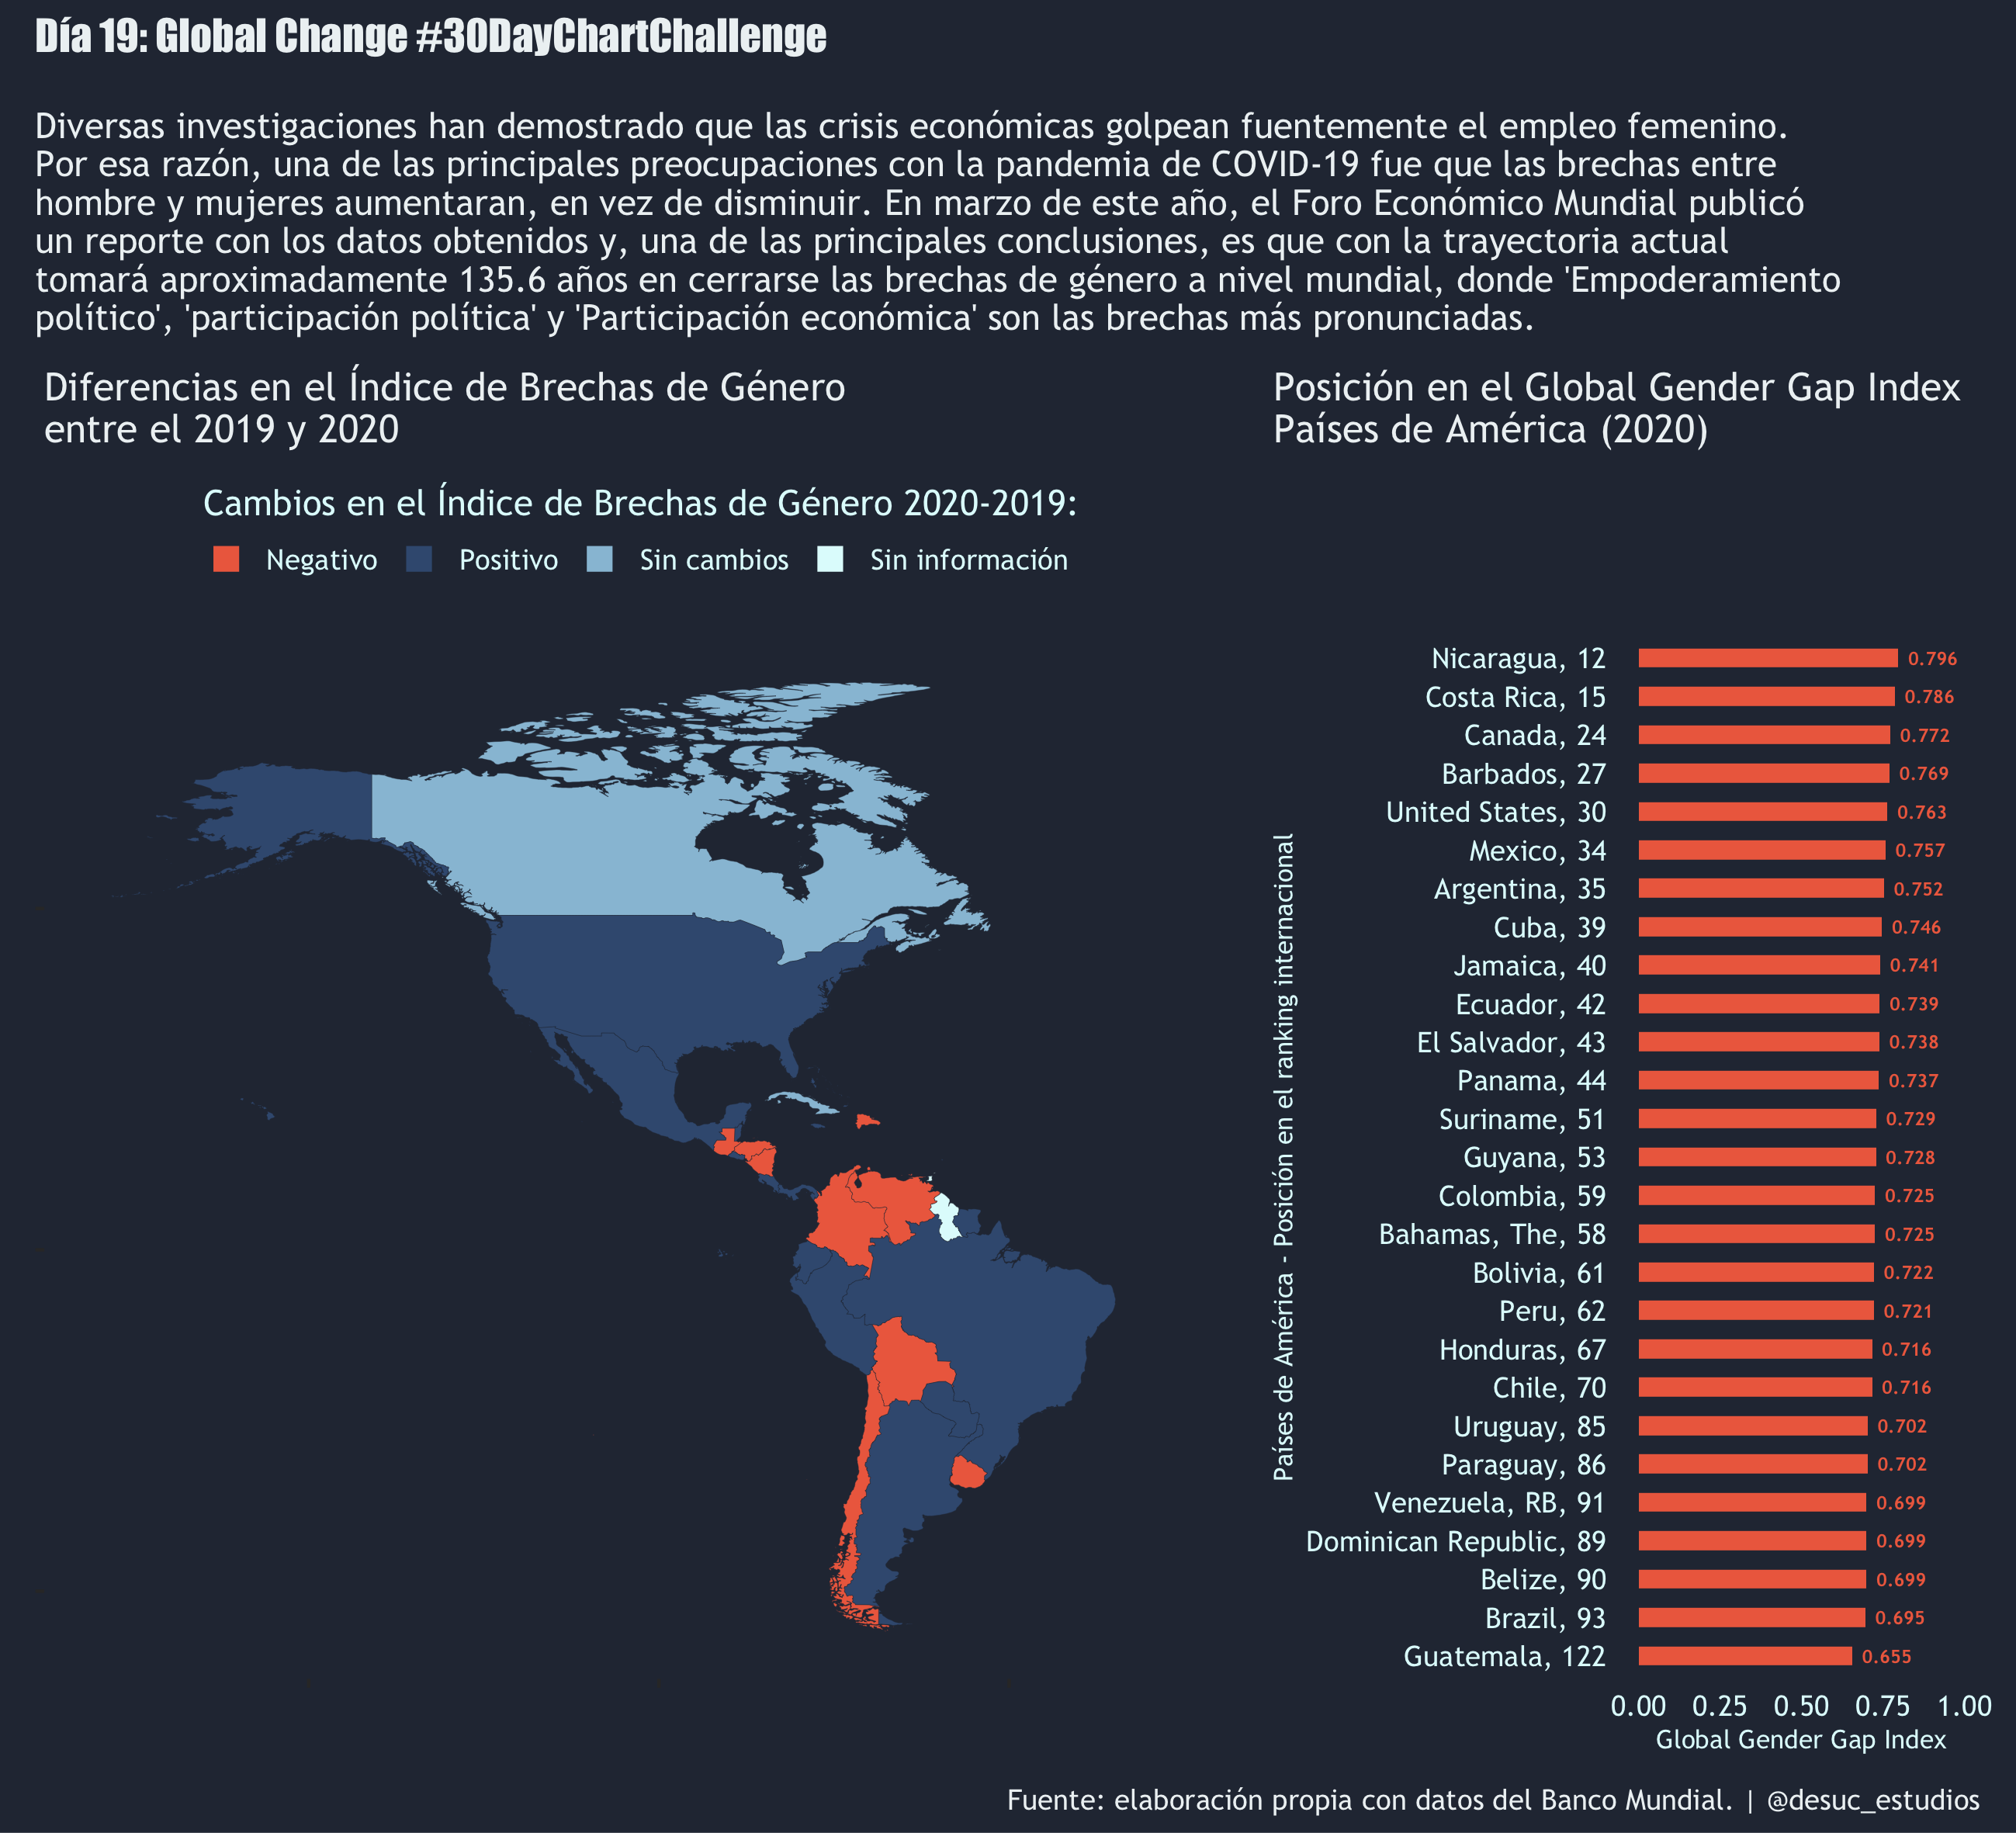 Día 19: Global Change #30DayChartChallenge
Diversas investigaciones han demostrado que las crisis económicas golpean fuentemente el empleo femenino.
Por esa razón, una de las principales preocupaciones con la pandemia de COVID-19 fue que las brechas entre
hombre y mujeres aumentaran, en vez de disminuir. En marzo de este año, el Foro Económico Mundial publicó
un reporte con los datos obtenidos y, una de las principales conclusiones, es que con la trayectoria actual
tomará aproximadamente 135.6 años en cerrarse las brechas de género a nivel mundial, donde 'Empoderamiento
político', 'participación política' y 'Participación económica' son las brechas más pronunciadas.
Diferencias en el Índice de Brechas de Género
entre el 2019 y 2020
Cambios en el Índice de Brechas de Género 2020-2019:
Negativo Positivo Sin cambios Sin información
Posición en el Global Gender Gap Index
Países de América (2020)
Países de América - Posición en el ranking internacional
Nicaragua, 12 0.796
Costa Rica, 15 0.786
Canada, 24 0.772
Barbados, 27 0.769
United States, 30 0.763
Mexico, 34 0.757
Argentina, 35 0.752
Cuba, 39 0.746
Jamaica, 40 0.741
Ecuador, 42 0.739
El Salvador, 43 0.738
Panama, 44 0.737
Suriname, 51 0.729
Guyana, 53 0.728
Colombia, 59 0.725
Bahamas, The, 58 0.725
Bolivia, 61 0.722
Peru, 62 0.721
Honduras, 67 0.716
Chile, 70 0.716
Uruguay, 85 0.702
Paraguay, 86 0.702
Venezuela, RB, 91 0.699
Dominican Republic, 89 0.699
Belize, 90 0.699
Brazil, 93 0.695
Guatemala, 122 0.655
0.00 0.25 0.50 0.75 1.00
Global Gender Gap Index
Fuente: elaboración propia con datos del Banco Mundial. | @desuc_estudios